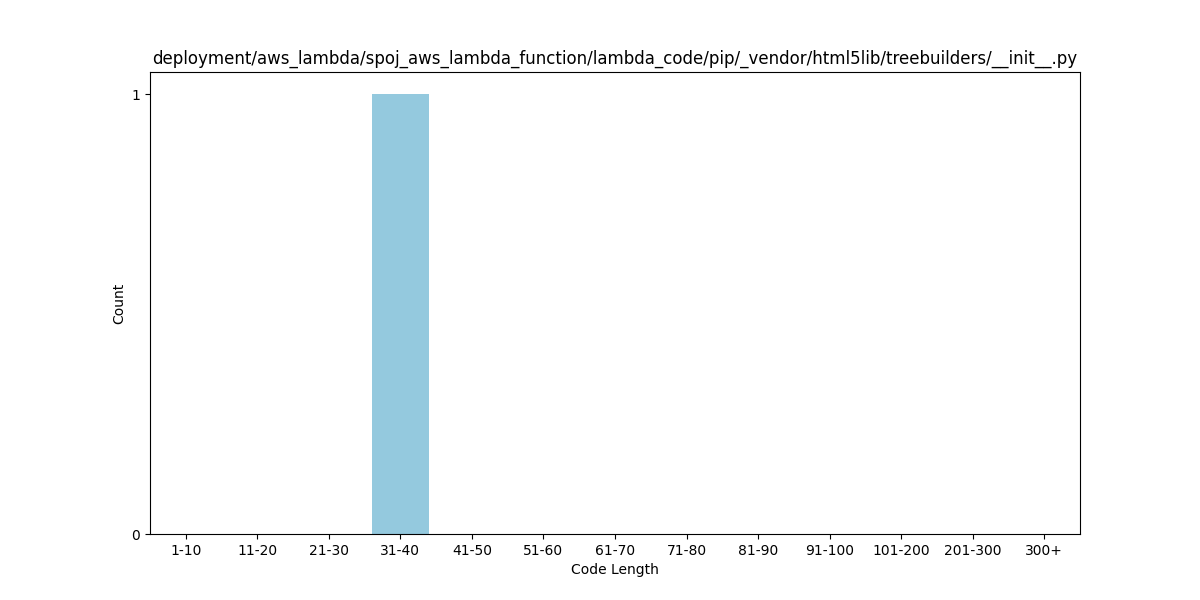 deployment/aws_lambda/spoj_aws_lambda_function/lambda_code/pip/_vendor/html5lib/treebuilders/__init__.py
1
Count
0
1-10 11-20 21-30 31-40 41-50 51-60 61-70 71-80 81-90 91-100 101-200 201-300 300+
Code Length